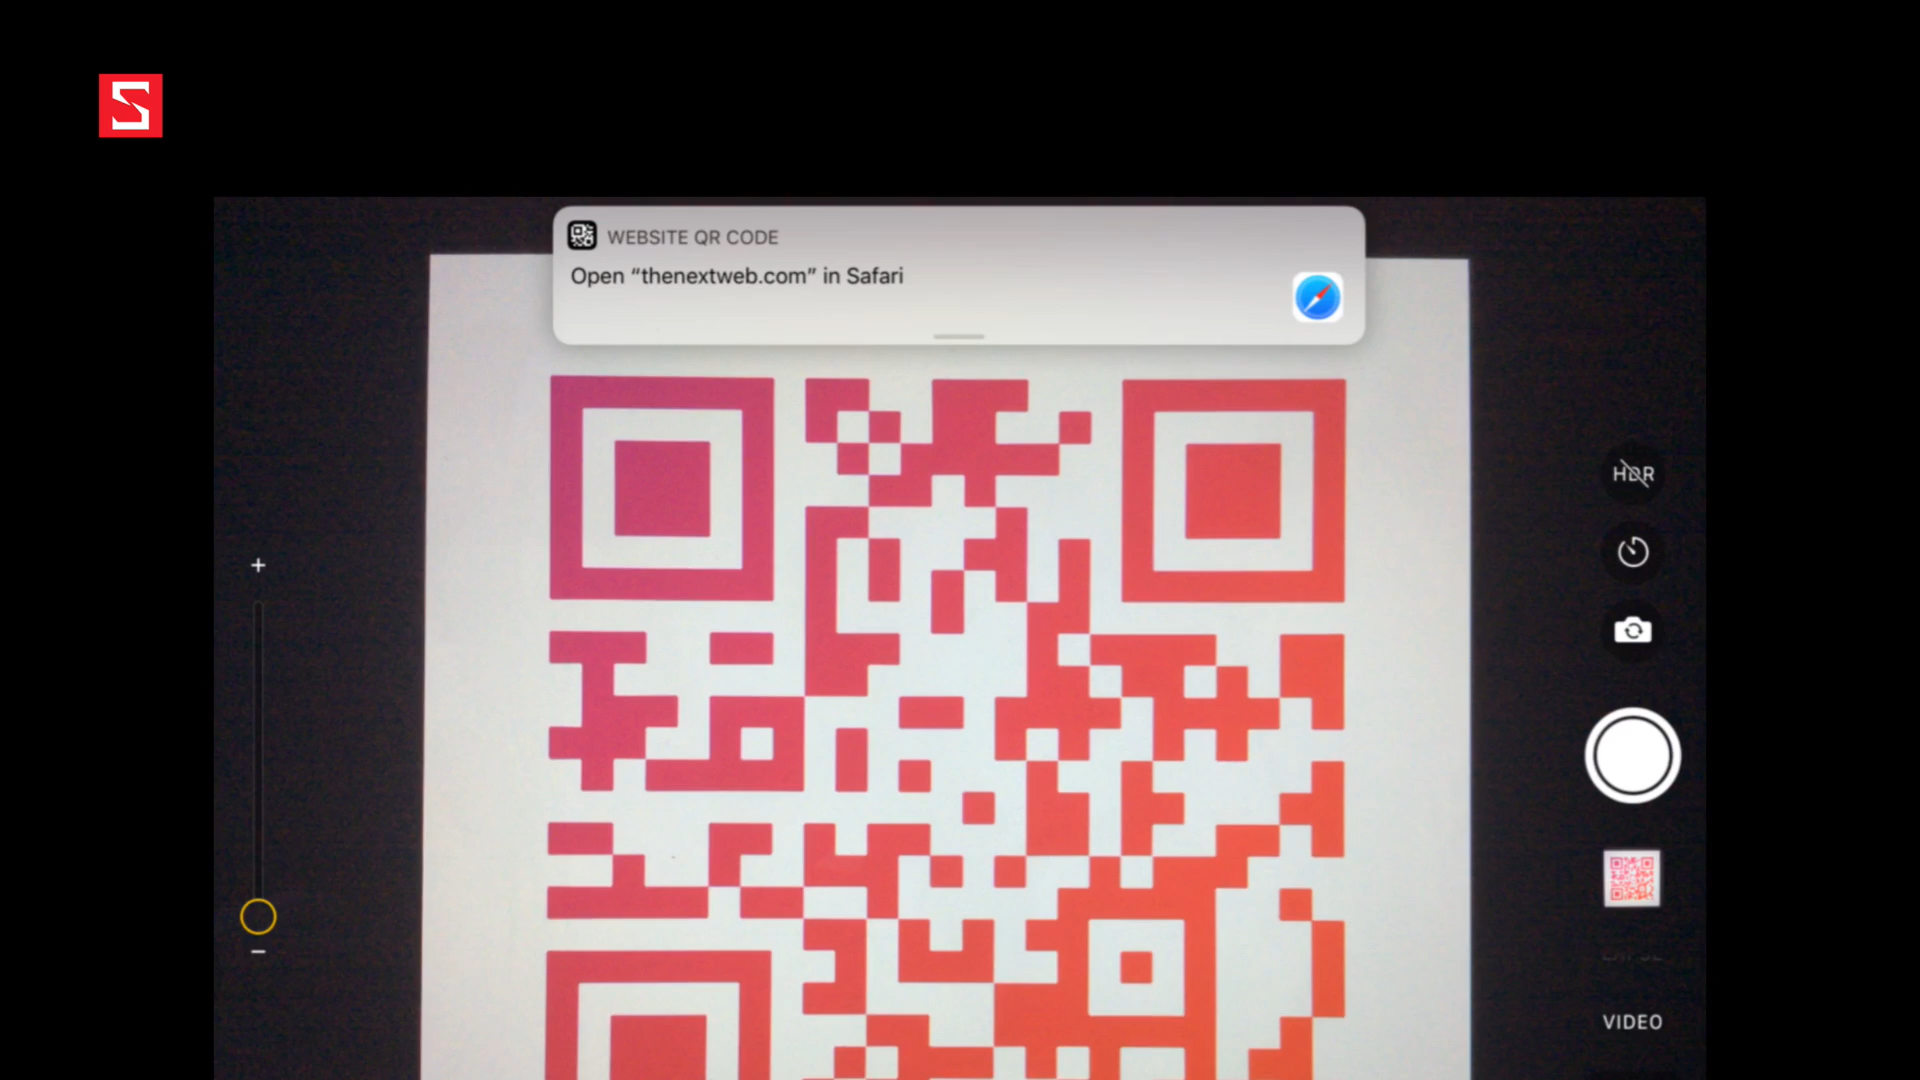 S
WEBSITE QR CODE
Open “thenextweb.com” in Safari
HDR
VIDEO